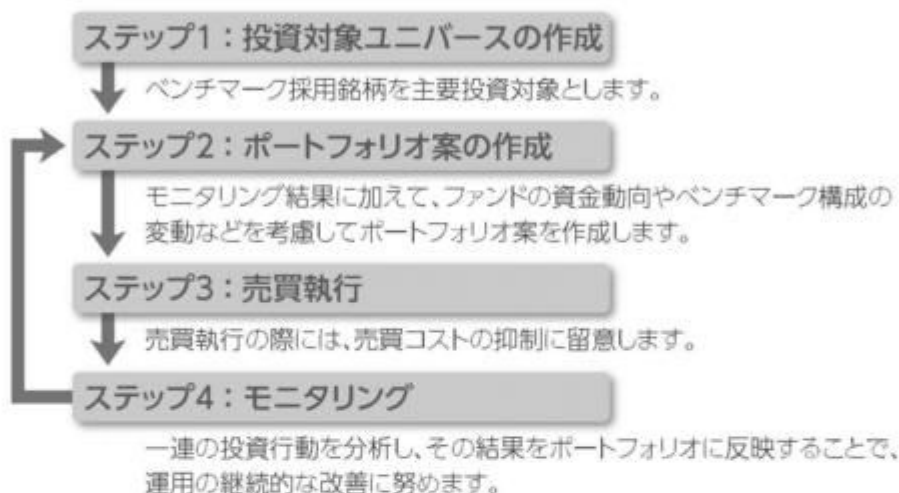 ステップ1：投資対象ユニバースの作成
ベンチマーク採用銘柄を主要投資対象とします。
ステップ2：ポートフォリオ案の作成
モニタリング結果に加えて、ファンドの資金動向やベンチマーク構成の
変動などを考慮してポートフォリオ案を作成します。
ステップ3：売買執行
売買執行の際には、売買コストの抑制に留意します。
ステップ4：モニタリング
一連の投資行動を分析し、その結果をポートフォリオに反映することで、
運用の継続的な改善に努めます。